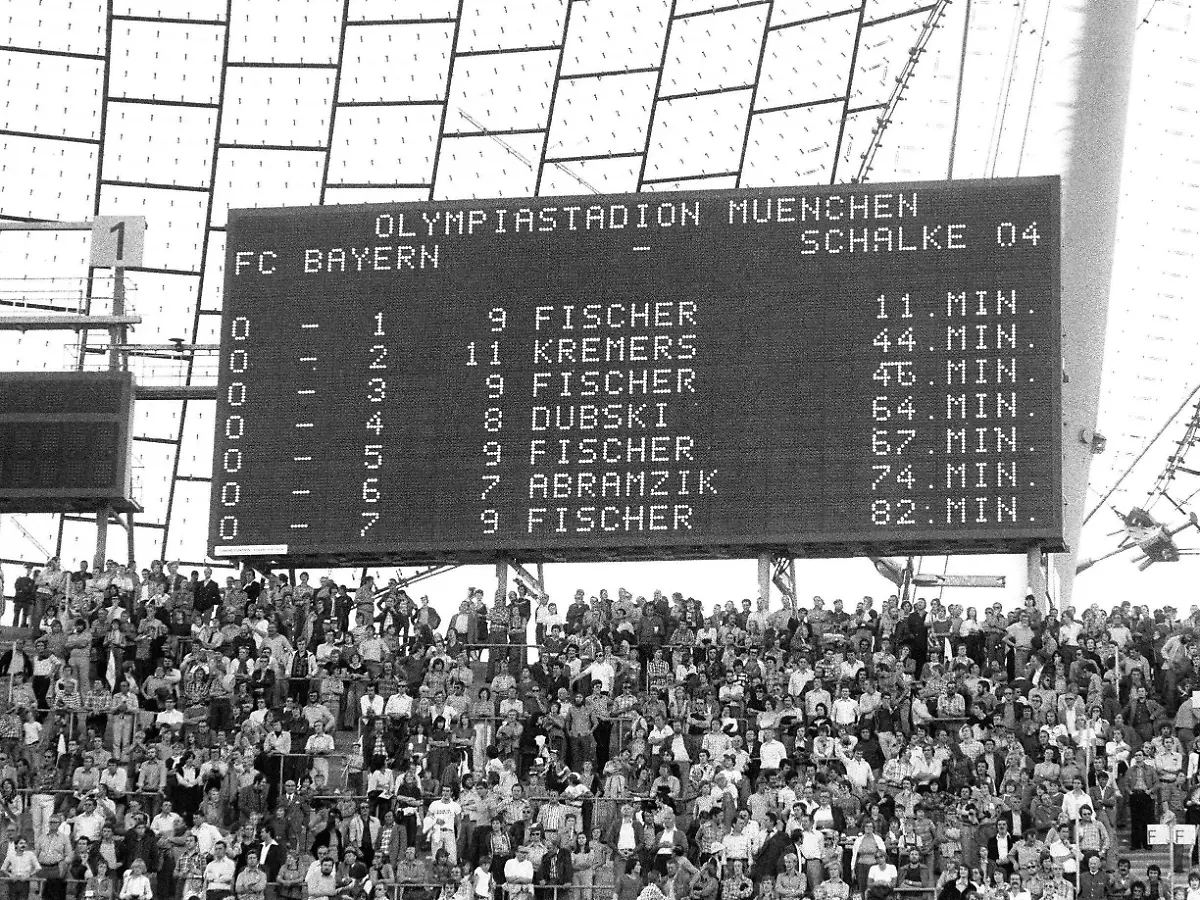 OLYMPIASTADION MUENCHEN
FC BAYERN – SCHALKE 04
0 – 1 9 FISCHER 11.MIN.
0 – 2 11 KREMERS 44.MIN.
0 – 3 9 FISCHER 46.MIN.
0 – 4 8 DUBSKI 64.MIN.
0 – 5 9 FISCHER 67.MIN.
0 – 6 7 ABRAMZIK 74.MIN.
0 – 7 9 FISCHER 82.MIN.
1
F F